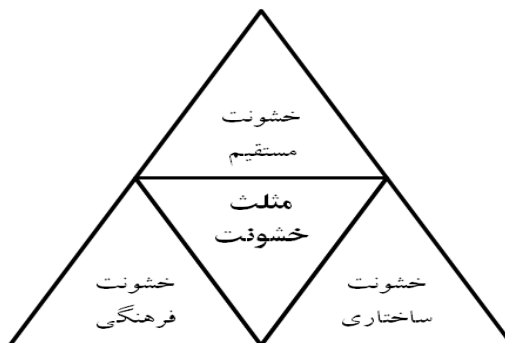 خشونت
مستقیم
مثلث
خشونت
خشونت
ساختاری
خشونت
فرهنگی